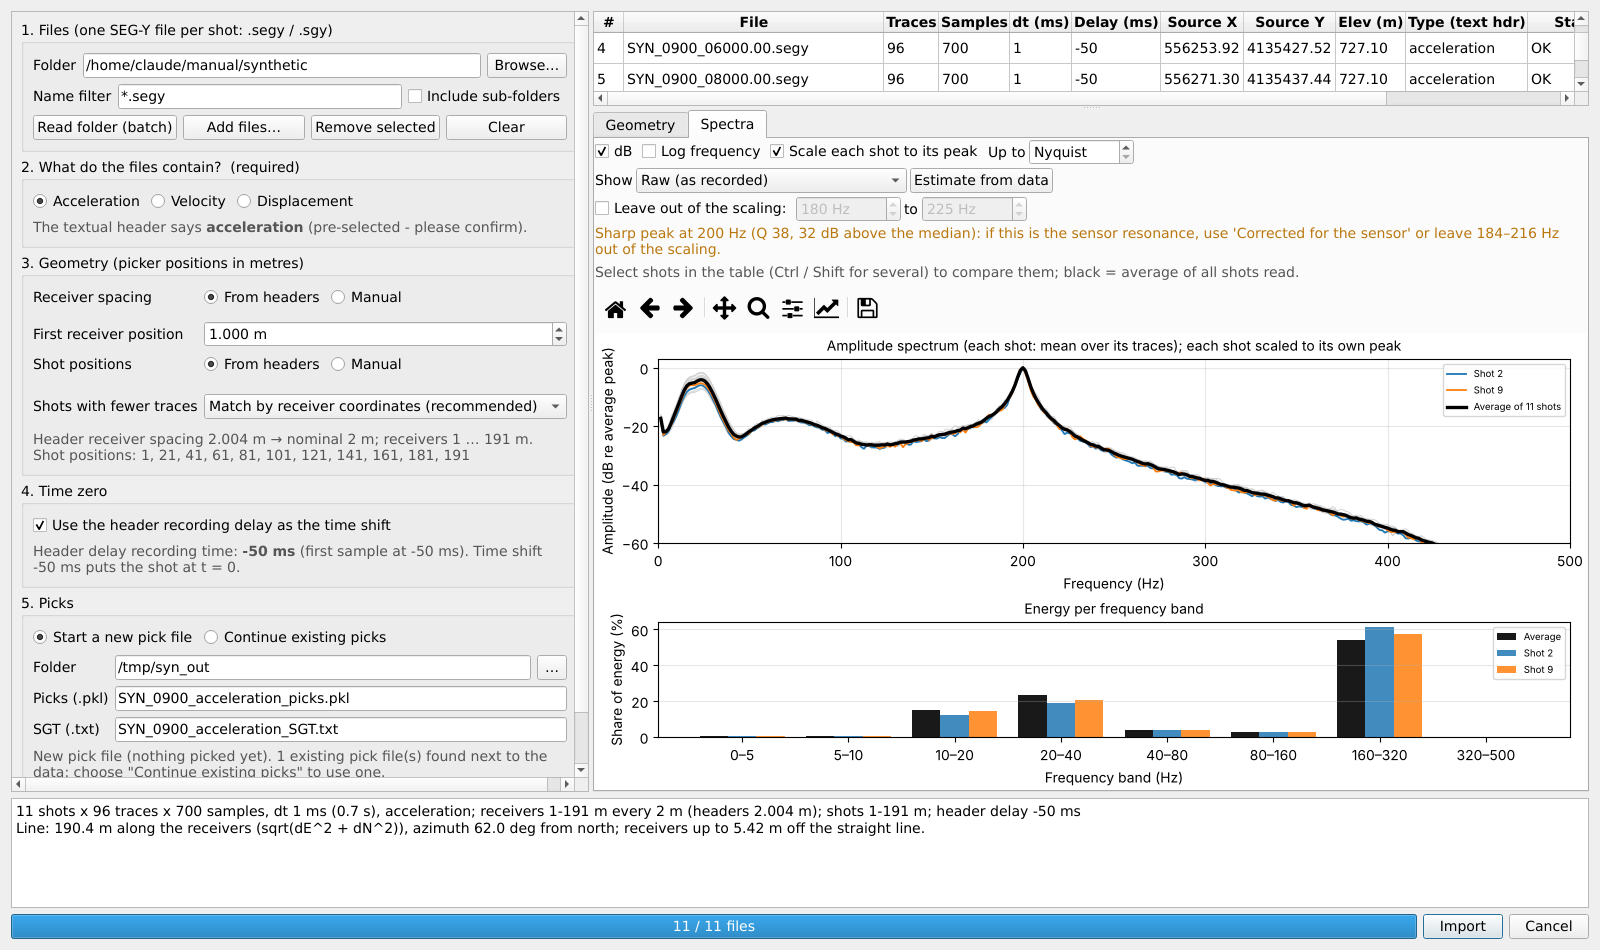 1. Files (one SEG-Y file per shot: .segy / .sgy)
Folder /home/claude/manual/synthetic Browse...
Name filter *.segy Include sub-folders
Read folder (batch) Add files... Remove selected Clear
2. What do the files contain? (required)
Acceleration Velocity Displacement
The textual header says acceleration (pre-selected - please confirm).
3. Geometry (picker positions in metres)
Receiver spacing From headers Manual
First receiver position 1.000 m
Shot positions From headers Manual
Shots with fewer traces Match by receiver coordinates (recommended)
Header receiver spacing 2.004 m → nominal 2 m; receivers 1 ... 191 m.
Shot positions: 1, 21, 41, 61, 81, 101, 121, 141, 161, 181, 191
4. Time zero
Use the header recording delay as the time shift
Header delay recording time: -50 ms (first sample at -50 ms). Time shift
-50 ms puts the shot at t = 0.
5. Picks
Start a new pick file Continue existing picks
Folder /tmp/syn_out ...
Picks (.pkl) SYN_0900_acceleration_picks.pkl
SGT (.txt) SYN_0900_acceleration_SGT.txt
New pick file (nothing picked yet). 1 existing pick file(s) found next to the
data: choose "Continue existing picks" to use one.
# File Traces Samples dt (ms) Delay (ms) Source X Source Y Elev (m) Type (text hdr) Sta
4 SYN_0900_06000.00.segy 96 700 1 -50 556253.92 4135427.52 727.10 acceleration OK
5 SYN_0900_08000.00.segy 96 700 1 -50 556271.30 4135437.44 727.10 acceleration OK
Geometry Spectra
dB Log frequency Scale each shot to its peak Up to Nyquist
Show Raw (as recorded) Estimate from data
Leave out of the scaling: 180 Hz to 225 Hz
Sharp peak at 200 Hz (Q 38, 32 dB above the median): if this is the sensor resonance, use 'Corrected for the sensor' or leave 184–216 Hz
out of the scaling.
Select shots in the table (Ctrl / Shift for several) to compare them; black = average of all shots read.
Amplitude spectrum (each shot: mean over its traces); each shot scaled to its own peak
Amplitude (dB re average peak)
0
−20
−40
−60
Shot 2
Shot 9
Average of 11 shots
0 100 200 300 400 500
Frequency (Hz)
Energy per frequency band
Share of energy (%)
60
40
20
0
Average
Shot 2
Shot 9
0–5 5–10 10–20 20–40 40–80 80–160 160–320 320–500
Frequency band (Hz)
11 shots x 96 traces x 700 samples, dt 1 ms (0.7 s), acceleration; receivers 1-191 m every 2 m (headers 2.004 m); shots 1-191 m; header delay -50 ms
Line: 190.4 m along the receivers (sqrt(dE^2 + dN^2)), azimuth 62.0 deg from north; receivers up to 5.42 m off the straight line.
11 / 11 files Import Cancel